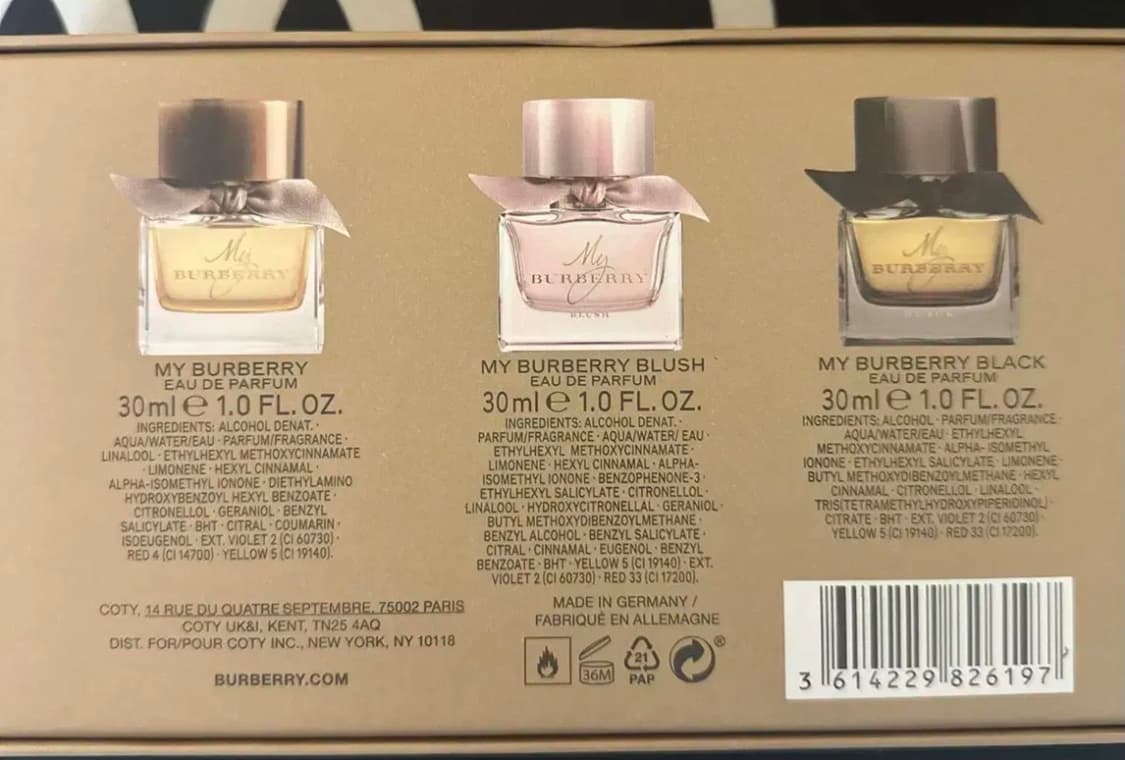 My
BURBERRY
My
BURBERRY
BLUSH
My
BURBERRY
BLACK
MY BURBERRY
EAU DE PARFUM
30ml e 1.0 FL. OZ.
INGREDIENTS: ALCOHOL DENAT. ·
AQUA/WATER/EAU · PARFUM/FRAGRANCE ·
LINALOOL · ETHYLHEXYL METHOXYCINNAMATE
· LIMONENE · HEXYL CINNAMAL ·
ALPHA-ISOMETHYL IONONE · DIETHYLAMINO
HYDROXYBENZOYL HEXYL BENZOATE ·
CITRONELLOL · GERANIOL · BENZYL
SALICYLATE · BHT · CITRAL · COUMARIN ·
ISOEUGENOL · EXT. VIOLET 2 (CI 60730) ·
RED 4 (CI 14700) · YELLOW 5 (CI 19140).
MY BURBERRY BLUSH
EAU DE PARFUM
30ml e 1.0 FL. OZ.
INGREDIENTS: ALCOHOL DENAT. ·
PARFUM/FRAGRANCE · AQUA/WATER/ EAU ·
ETHYLHEXYL METHOXYCINNAMATE ·
LIMONENE · HEXYL CINNAMAL · ALPHA-
ISOMETHYL IONONE · BENZOPHENONE-3 ·
ETHYLHEXYL SALICYLATE · CITRONELLOL ·
LINALOOL · HYDROXYCITRONELLAL · GERANIOL ·
BUTYL METHOXYDIBENZOYLMETHANE ·
BENZYL ALCOHOL · BENZYL SALICYLATE ·
CITRAL · CINNAMAL · EUGENOL · BENZYL
BENZOATE · BHT · YELLOW 5 (CI 19140) · EXT.
VIOLET 2 (CI 60730) · RED 33 (CI 17200).
MY BURBERRY BLACK
EAU DE PARFUM
30ml e 1.0 FL. OZ.
INGREDIENTS: ALCOHOL · PARFUM/FRAGRANCE ·
AQUA/WATER/EAU · ETHYLHEXYL
METHOXYCINNAMATE · ALPHA- ISOMETHYL
IONONE · ETHYLHEXYL SALICYLATE · LIMONENE ·
BUTYL METHOXYDIBENZOYLMETHANE · HEXYL
CINNAMAL · CITRONELLOL · LINALOOL ·
TRIS(TETRAMETHYLHYDROXYPIPERIDINOL)
CITRATE · BHT · EXT. VIOLET 2 (CI 60730) ·
YELLOW 5 (CI 19140) · RED 33 (CI 17200).
COTY, 14 RUE DU QUATRE SEPTEMBRE, 75002 PARIS
COTY UK&I, KENT, TN25 4AQ
DIST. FOR/POUR COTY INC., NEW YORK, NY 10118
BURBERRY.COM
MADE IN GERMANY /
FABRIQUÉ EN ALLEMAGNE
36M
21
PAP
®
3 614229 826197